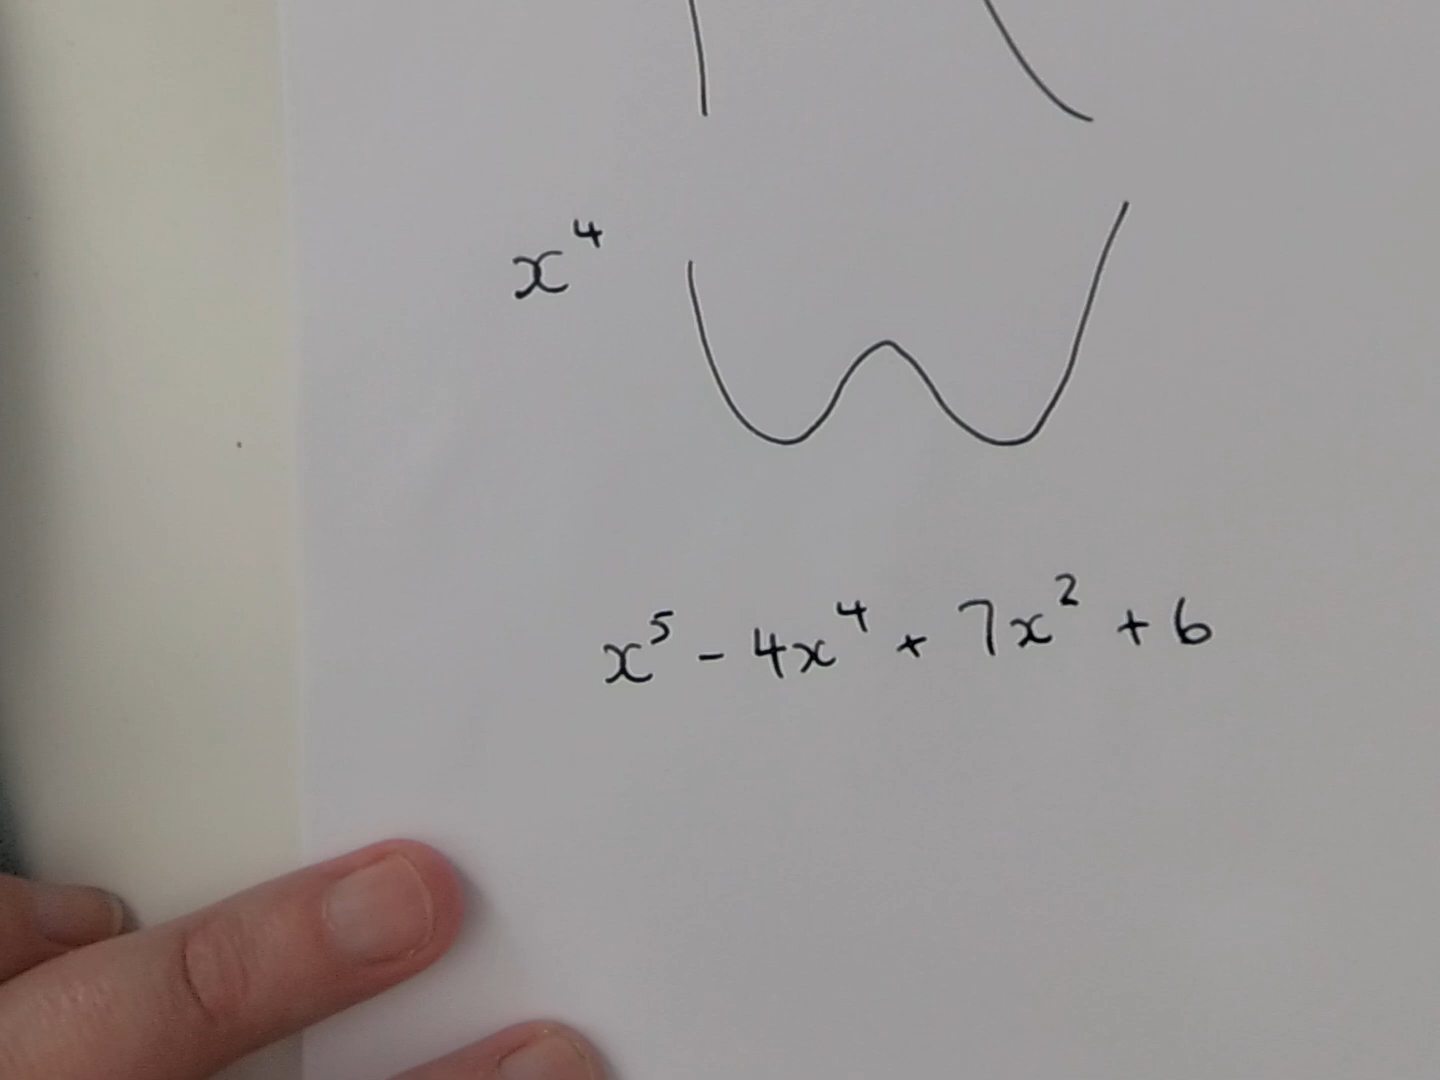 x⁴
x⁵ - 4x⁴ + 7x² + 6